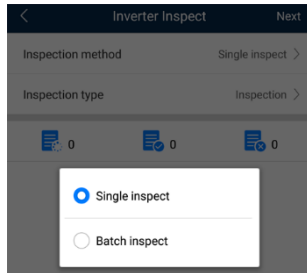 Inverter Inspect Next
Inspection method Single inspect >
Inspection type Inspection >
0 0 0
Single inspect
Batch inspect